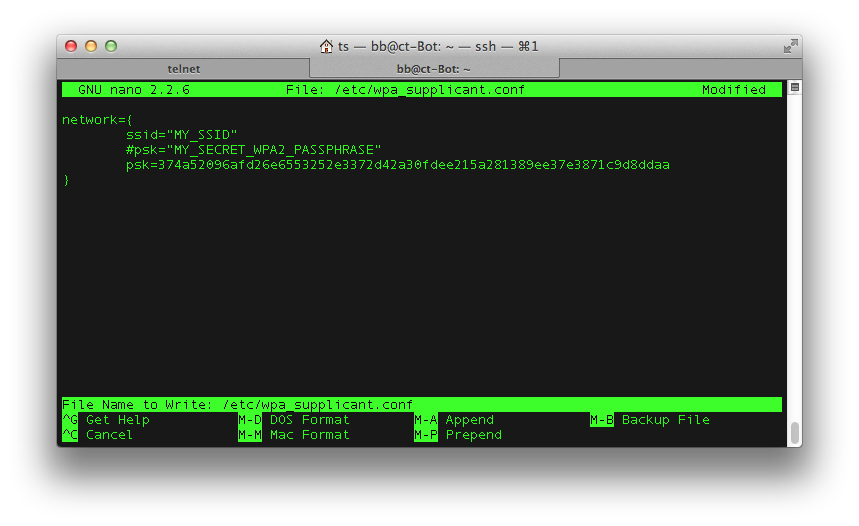 ts — bb@ct-Bot: ~ — ssh — ⌘1
telnet bb@ct-Bot: ~
GNU nano 2.2.6 File: /etc/wpa_supplicant.conf Modified
network={
ssid="MY_SSID"
#psk="MY_SECRET_WPA2_PASSPHRASE"
psk=374a52096afd26e6553252e3372d42a30fdee215a281389ee37e3871c9d8ddaa
}
File Name to Write: /etc/wpa_supplicant.conf
^G Get Help M-D DOS Format M-A Append M-B Backup File
^C Cancel M-M Mac Format M-P Prepend